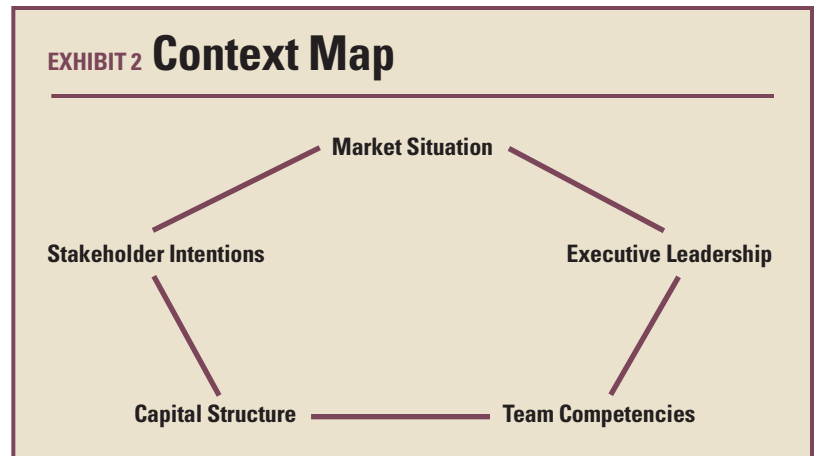 EXHIBIT 2 Context Map
Market Situation
Stakeholder Intentions
Executive Leadership
Capital Structure
Team Competencies